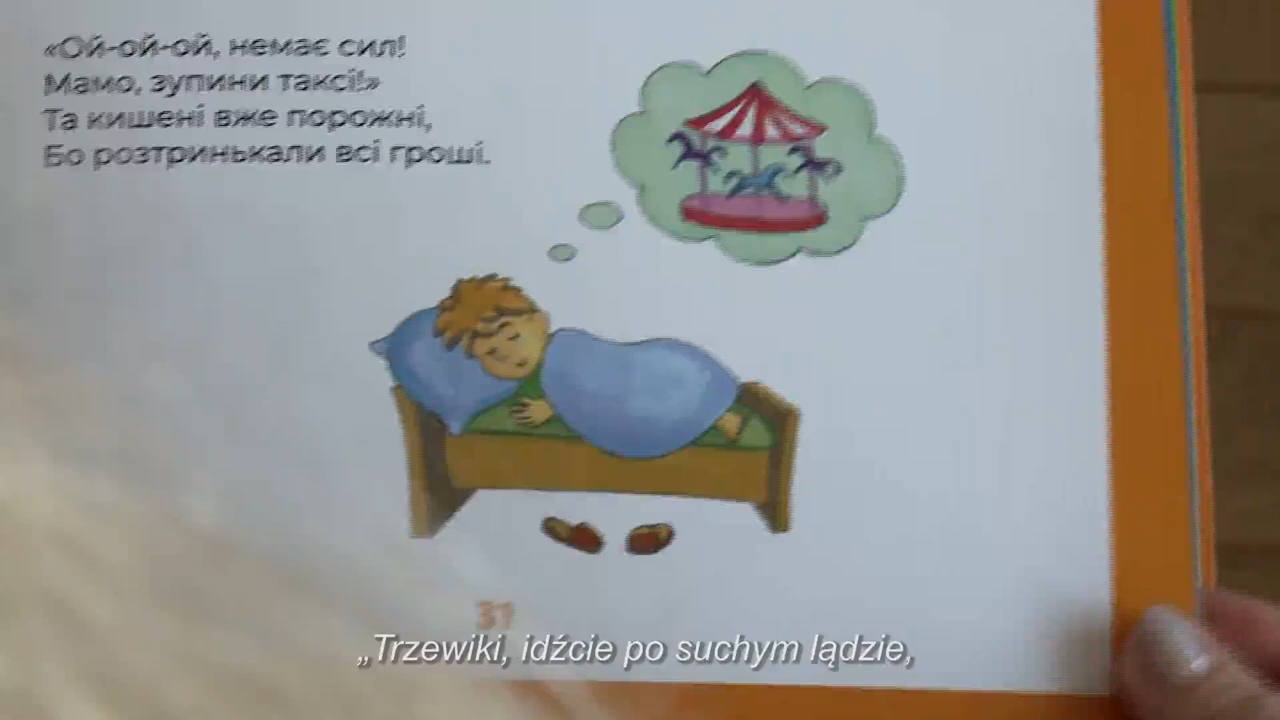 «Ой-ой-ой, немає сил!
Мамо, зупини таксі!»
Та кишені вже порожні,
Бо розтринькали всі гроші.
31
„Trzewiki, idźcie po suchym lądzie,